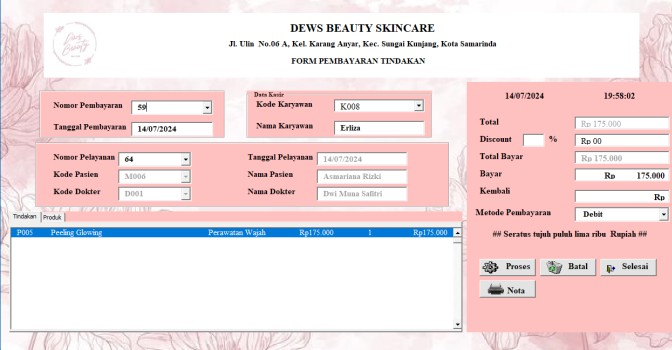 DEWS BEAUTY SKINCARE
Jl. Ulin No.06 A, Kel. Karang Anyar, Kec. Sungai Kunjang, Kota Samarinda
FORM PEMBAYARAN TINDAKAN
Nomor Pembayaran 59
Tanggal Pembayaran 14/07/2024
Data Kasir
Kode Karyawan K008
Nama Karyawan Erliza
Nomor Pelayanan 64
Kode Pasien M006
Kode Dokter D001
Tanggal Pelayanan 14/07/2024
Nama Pasien Asmariana Rizki
Nama Dokter Dwi Muna Safitri
Tindakan Produk
P005 Peeling Glowing Perawatan Wajah Rp175.000 1 Rp175.000
14/07/2024 19:58:02
Total Rp 175.000
Discount % Rp 00
Total Bayar Rp 175.000
Bayar Rp 175.000
Kembali Rp
Metode Pembayaran Debit
## Seratus tujuh puluh lima ribu Rupiah ##
Proses Batal Selesai
Nota